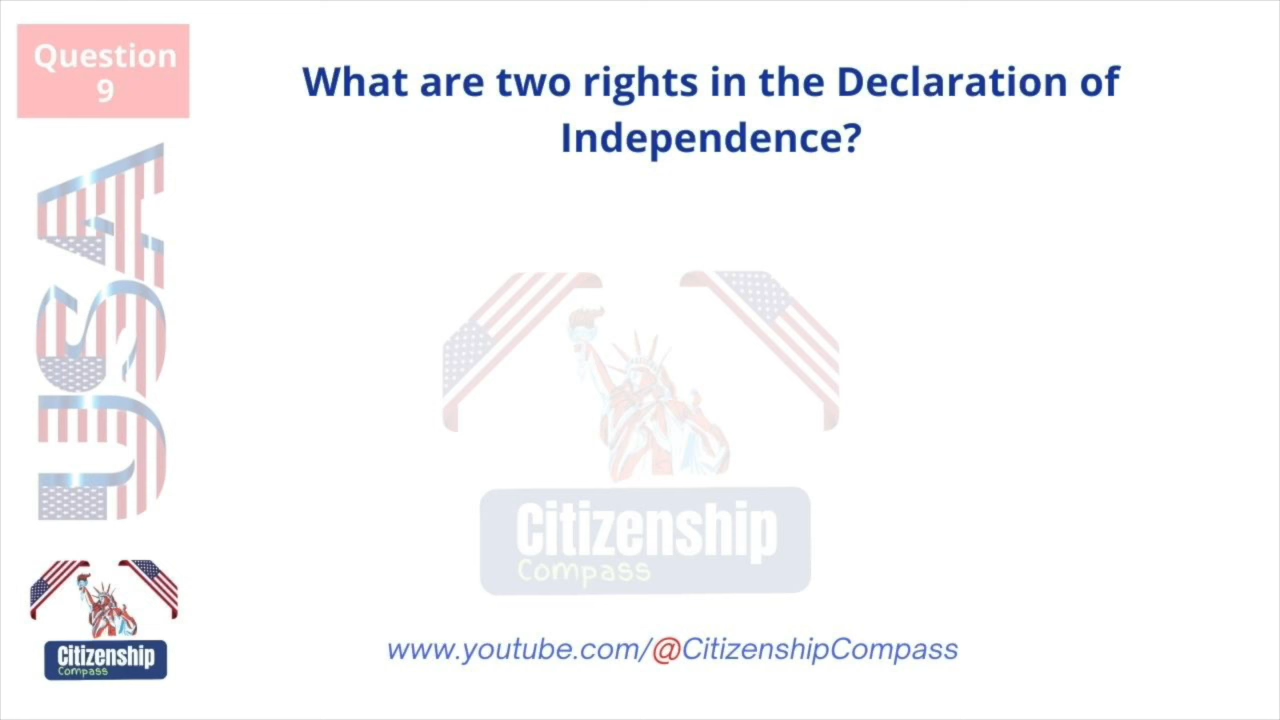 Question
9
What are two rights in the Declaration of
Independence?
USA
Citizenship
Compass
www.youtube.com/@CitizenshipCompass
Citizenship
Compass